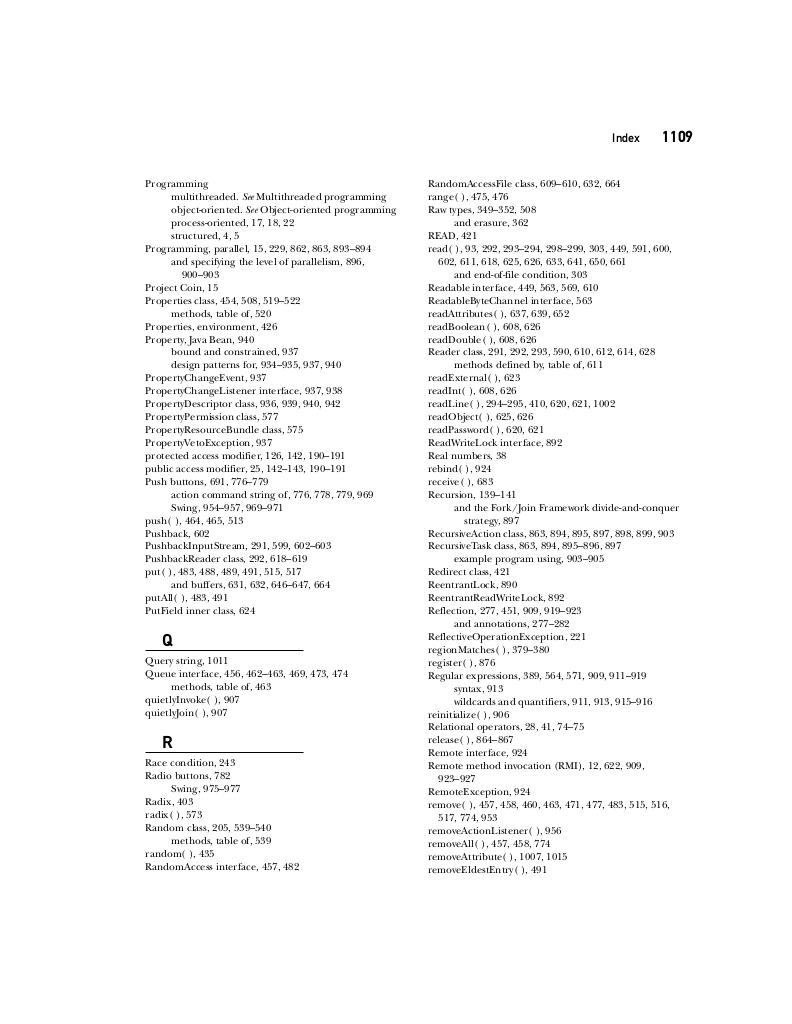 Index 1109
Programming
multithreaded. See Multithreaded programming
object-oriented. See Object-oriented programming
process-oriented, 17, 18, 22
structured, 4, 5
Programming, parallel, 15, 229, 862, 863, 893–894
and specifying the level of parallelism, 896,
900–903
Project Coin, 15
Properties class, 454, 508, 519–522
methods, table of, 520
Properties, environment, 426
Property, Java Bean, 940
bound and constrained, 937
design patterns for, 934–935, 937, 940
PropertyChangeEvent, 937
PropertyChangeListener interface, 937, 938
PropertyDescriptor class, 936, 939, 940, 942
PropertyPermission class, 577
PropertyResourceBundle class, 575
PropertyVetoException, 937
protected access modifier, 126, 142, 190–191
public access modifier, 25, 142–143, 190–191
Push buttons, 691, 776–779
action command string of, 776, 778, 779, 969
Swing, 954–957, 969–971
push( ), 464, 465, 513
Pushback, 602
PushbackInputStream, 291, 599, 602–603
PushbackReader class, 292, 618–619
put( ), 483, 488, 489, 491, 515, 517
and buffers, 631, 632, 646–647, 664
putAll( ), 483, 491
PutField inner class, 624
Q
Query string, 1011
Queue interface, 456, 462–463, 469, 473, 474
methods, table of, 463
quietlyInvoke( ), 907
quietlyJoin( ), 907
R
Race condition, 243
Radio buttons, 782
Swing, 975–977
Radix, 403
radix( ), 573
Random class, 205, 539–540
methods, table of, 539
random( ), 435
RandomAccess interface, 457, 482
RandomAccessFile class, 609–610, 632, 664
range( ), 475, 476
Raw types, 349–352, 508
and erasure, 362
READ, 421
read( ), 93, 292, 293–294, 298–299, 303, 449, 591, 600,
602, 611, 618, 625, 626, 633, 641, 650, 661
and end-of-file condition, 303
Readable interface, 449, 563, 569, 610
ReadableByteChannel interface, 563
readAttributes( ), 637, 639, 652
readBoolean( ), 608, 626
readDouble( ), 608, 626
Reader class, 291, 292, 293, 590, 610, 612, 614, 628
methods defined by, table of, 611
readExternal( ), 623
readInt( ), 608, 626
readLine( ), 294–295, 410, 620, 621, 1002
readObject( ), 625, 626
readPassword( ), 620, 621
ReadWriteLock interface, 892
Real numbers, 38
rebind( ), 924
receive( ), 683
Recursion, 139–141
and the Fork/Join Framework divide-and-conquer
strategy, 897
RecursiveAction class, 863, 894, 895, 897, 898, 899, 903
RecursiveTask class, 863, 894, 895–896, 897
example program using, 903–905
Redirect class, 421
ReentrantLock, 890
ReentrantReadWriteLock, 892
Reflection, 277, 451, 909, 919–923
and annotations, 277–282
ReflectiveOperationException, 221
regionMatches( ), 379–380
register( ), 876
Regular expressions, 389, 564, 571, 909, 911–919
syntax, 913
wildcards and quantifiers, 911, 913, 915–916
reinitialize( ), 906
Relational operators, 28, 41, 74–75
release( ), 864–867
Remote interface, 924
Remote method invocation (RMI), 12, 622, 909,
923–927
RemoteException, 924
remove( ), 457, 458, 460, 463, 471, 477, 483, 515, 516,
517, 774, 953
removeActionListener( ), 956
removeAll( ), 457, 458, 774
removeAttribute( ), 1007, 1015
removeEldestEntry( ), 491